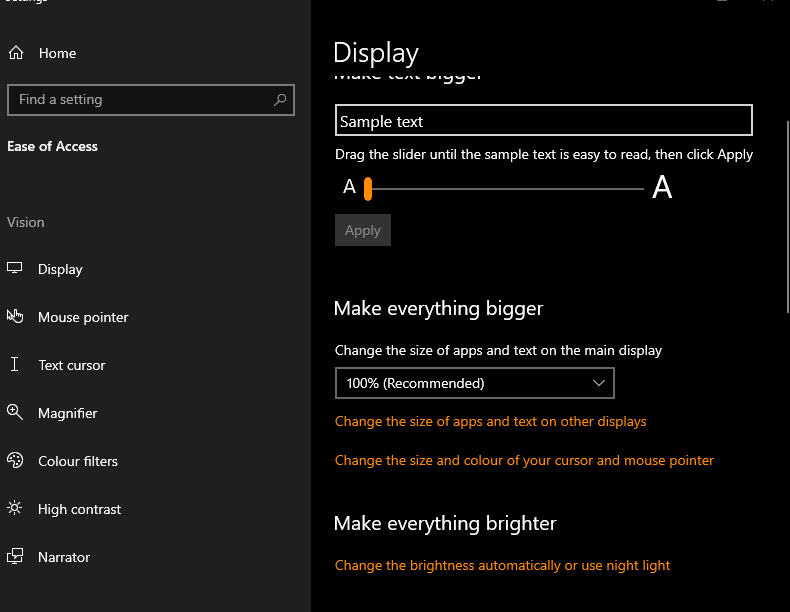 Settings
Home
Find a setting
Ease of Access
Vision
Display
Mouse pointer
Text cursor
Magnifier
Colour filters
High contrast
Narrator
Display
Make text bigger
Sample text
Drag the slider until the sample text is easy to read, then click Apply
A A
Apply
Make everything bigger
Change the size of apps and text on the main display
100% (Recommended)
Change the size of apps and text on other displays
Change the size and colour of your cursor and mouse pointer
Make everything brighter
Change the brightness automatically or use night light